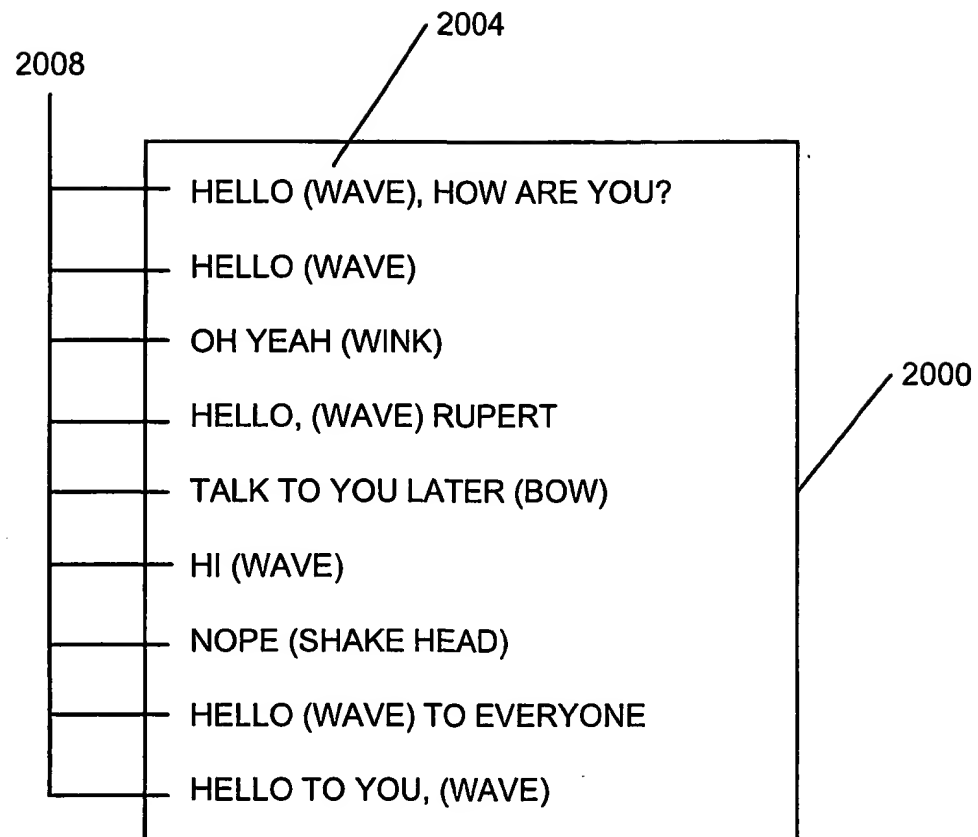 2004
2008
HELLO (WAVE), HOW ARE YOU?
HELLO (WAVE)
OH YEAH (WINK)
2000
HELLO, (WAVE) RUPERT
TALK TO YOU LATER (BOW)
HI (WAVE)
NOPE (SHAKE HEAD)
HELLO (WAVE) TO EVERYONE
HELLO TO YOU, (WAVE)